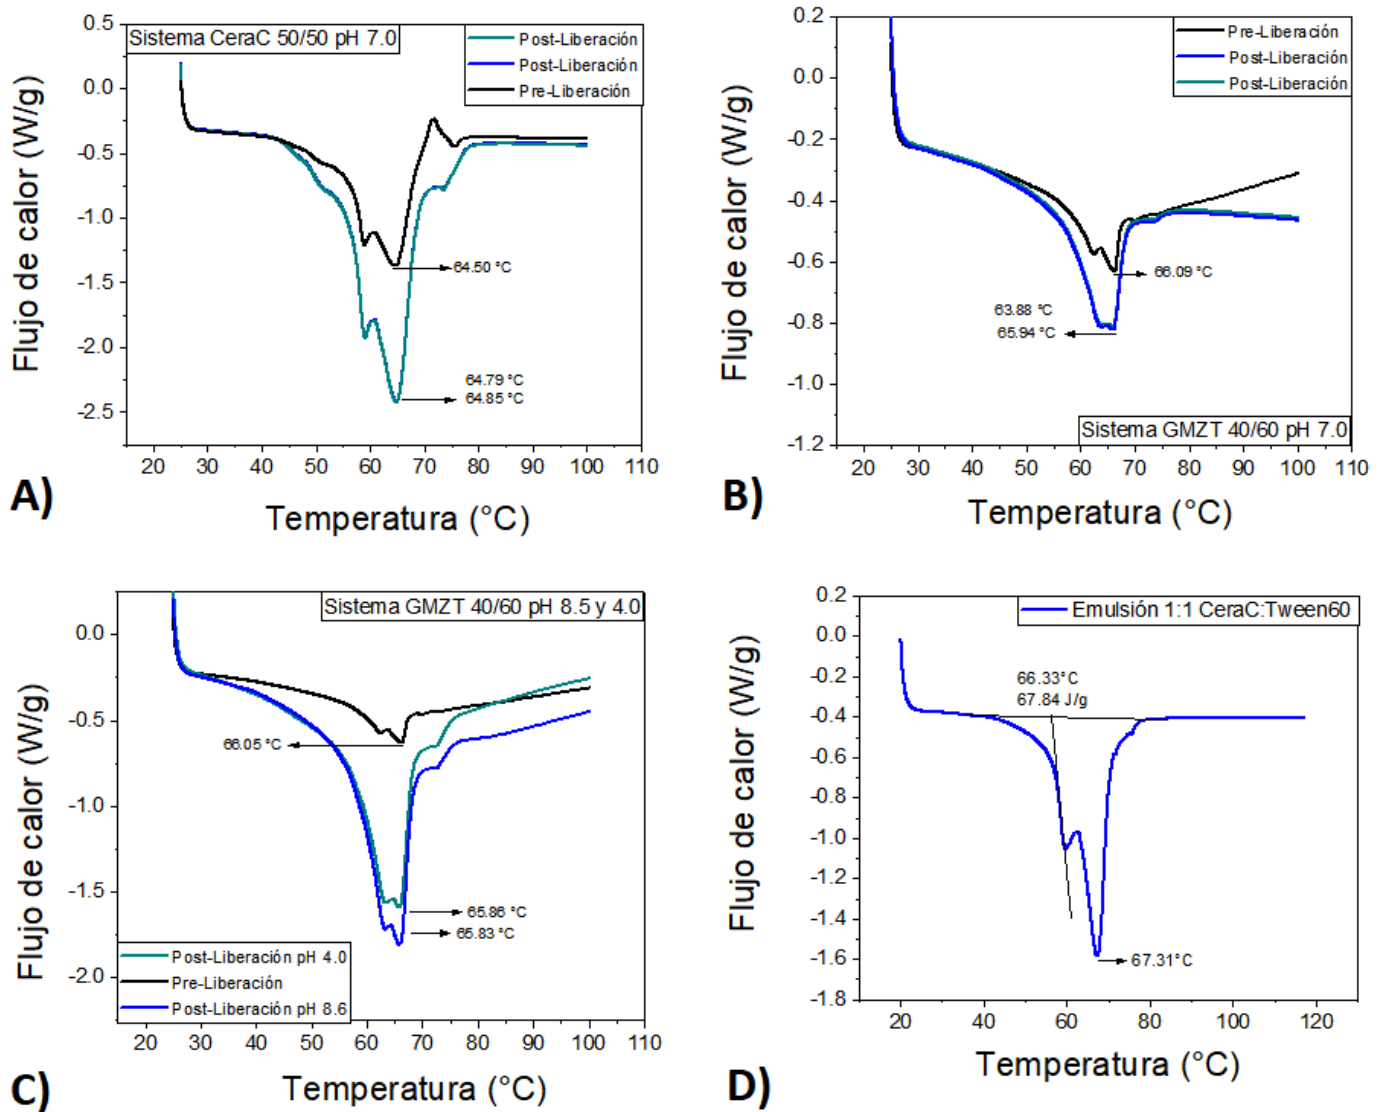 Sistema CeraC 50/50 pH 7.0
Post-Liberación
Post-Liberación
Pre-Liberación
0.5
0.0
-0.5
-1.0
-1.5
-2.0
-2.5
Flujo de calor (W/g)
64.50 °C
64.79 °C
64.85 °C
20 30 40 50 60 70 80 90 100 110
Temperatura (°C)
A)
Pre-Liberación
Post-Liberación
Post-Liberación
0.2
0.0
-0.2
-0.4
-0.6
-0.8
-1.0
-1.2
Flujo de calor (W/g)
66.09 °C
63.88 °C
65.94 °C
Sistema GMZT 40/60 pH 7.0
20 30 40 50 60 70 80 90 100 110
Temperatura (°C)
B)
Sistema GMZT 40/60 pH 8.5 y 4.0
0.0
-0.5
-1.0
-1.5
-2.0
Flujo de calor (W/g)
66.05 °C
65.86 °C
65.83 °C
Post-Liberación pH 4.0
Pre-Liberación
Post-Liberación pH 8.6
20 30 40 50 60 70 80 90 100 110
Temperatura (°C)
C)
Emulsión 1:1 CeraC:Tween60
0.2
0.0
-0.2
-0.4
-0.6
-0.8
-1.0
-1.2
-1.4
-1.6
-1.8
Flujo de calor (W/g)
66.33°C
67.84 J/g
67.31°C
20 40 60 80 100 120
Temperatura (°C)
D)